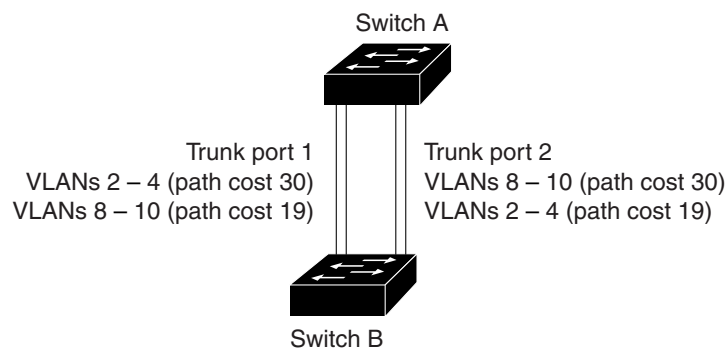 Switch A
Trunk port 1
VLANs 2 – 4 (path cost 30)
VLANs 8 – 10 (path cost 19)
Trunk port 2
VLANs 8 – 10 (path cost 30)
VLANs 2 – 4 (path cost 19)
Switch B